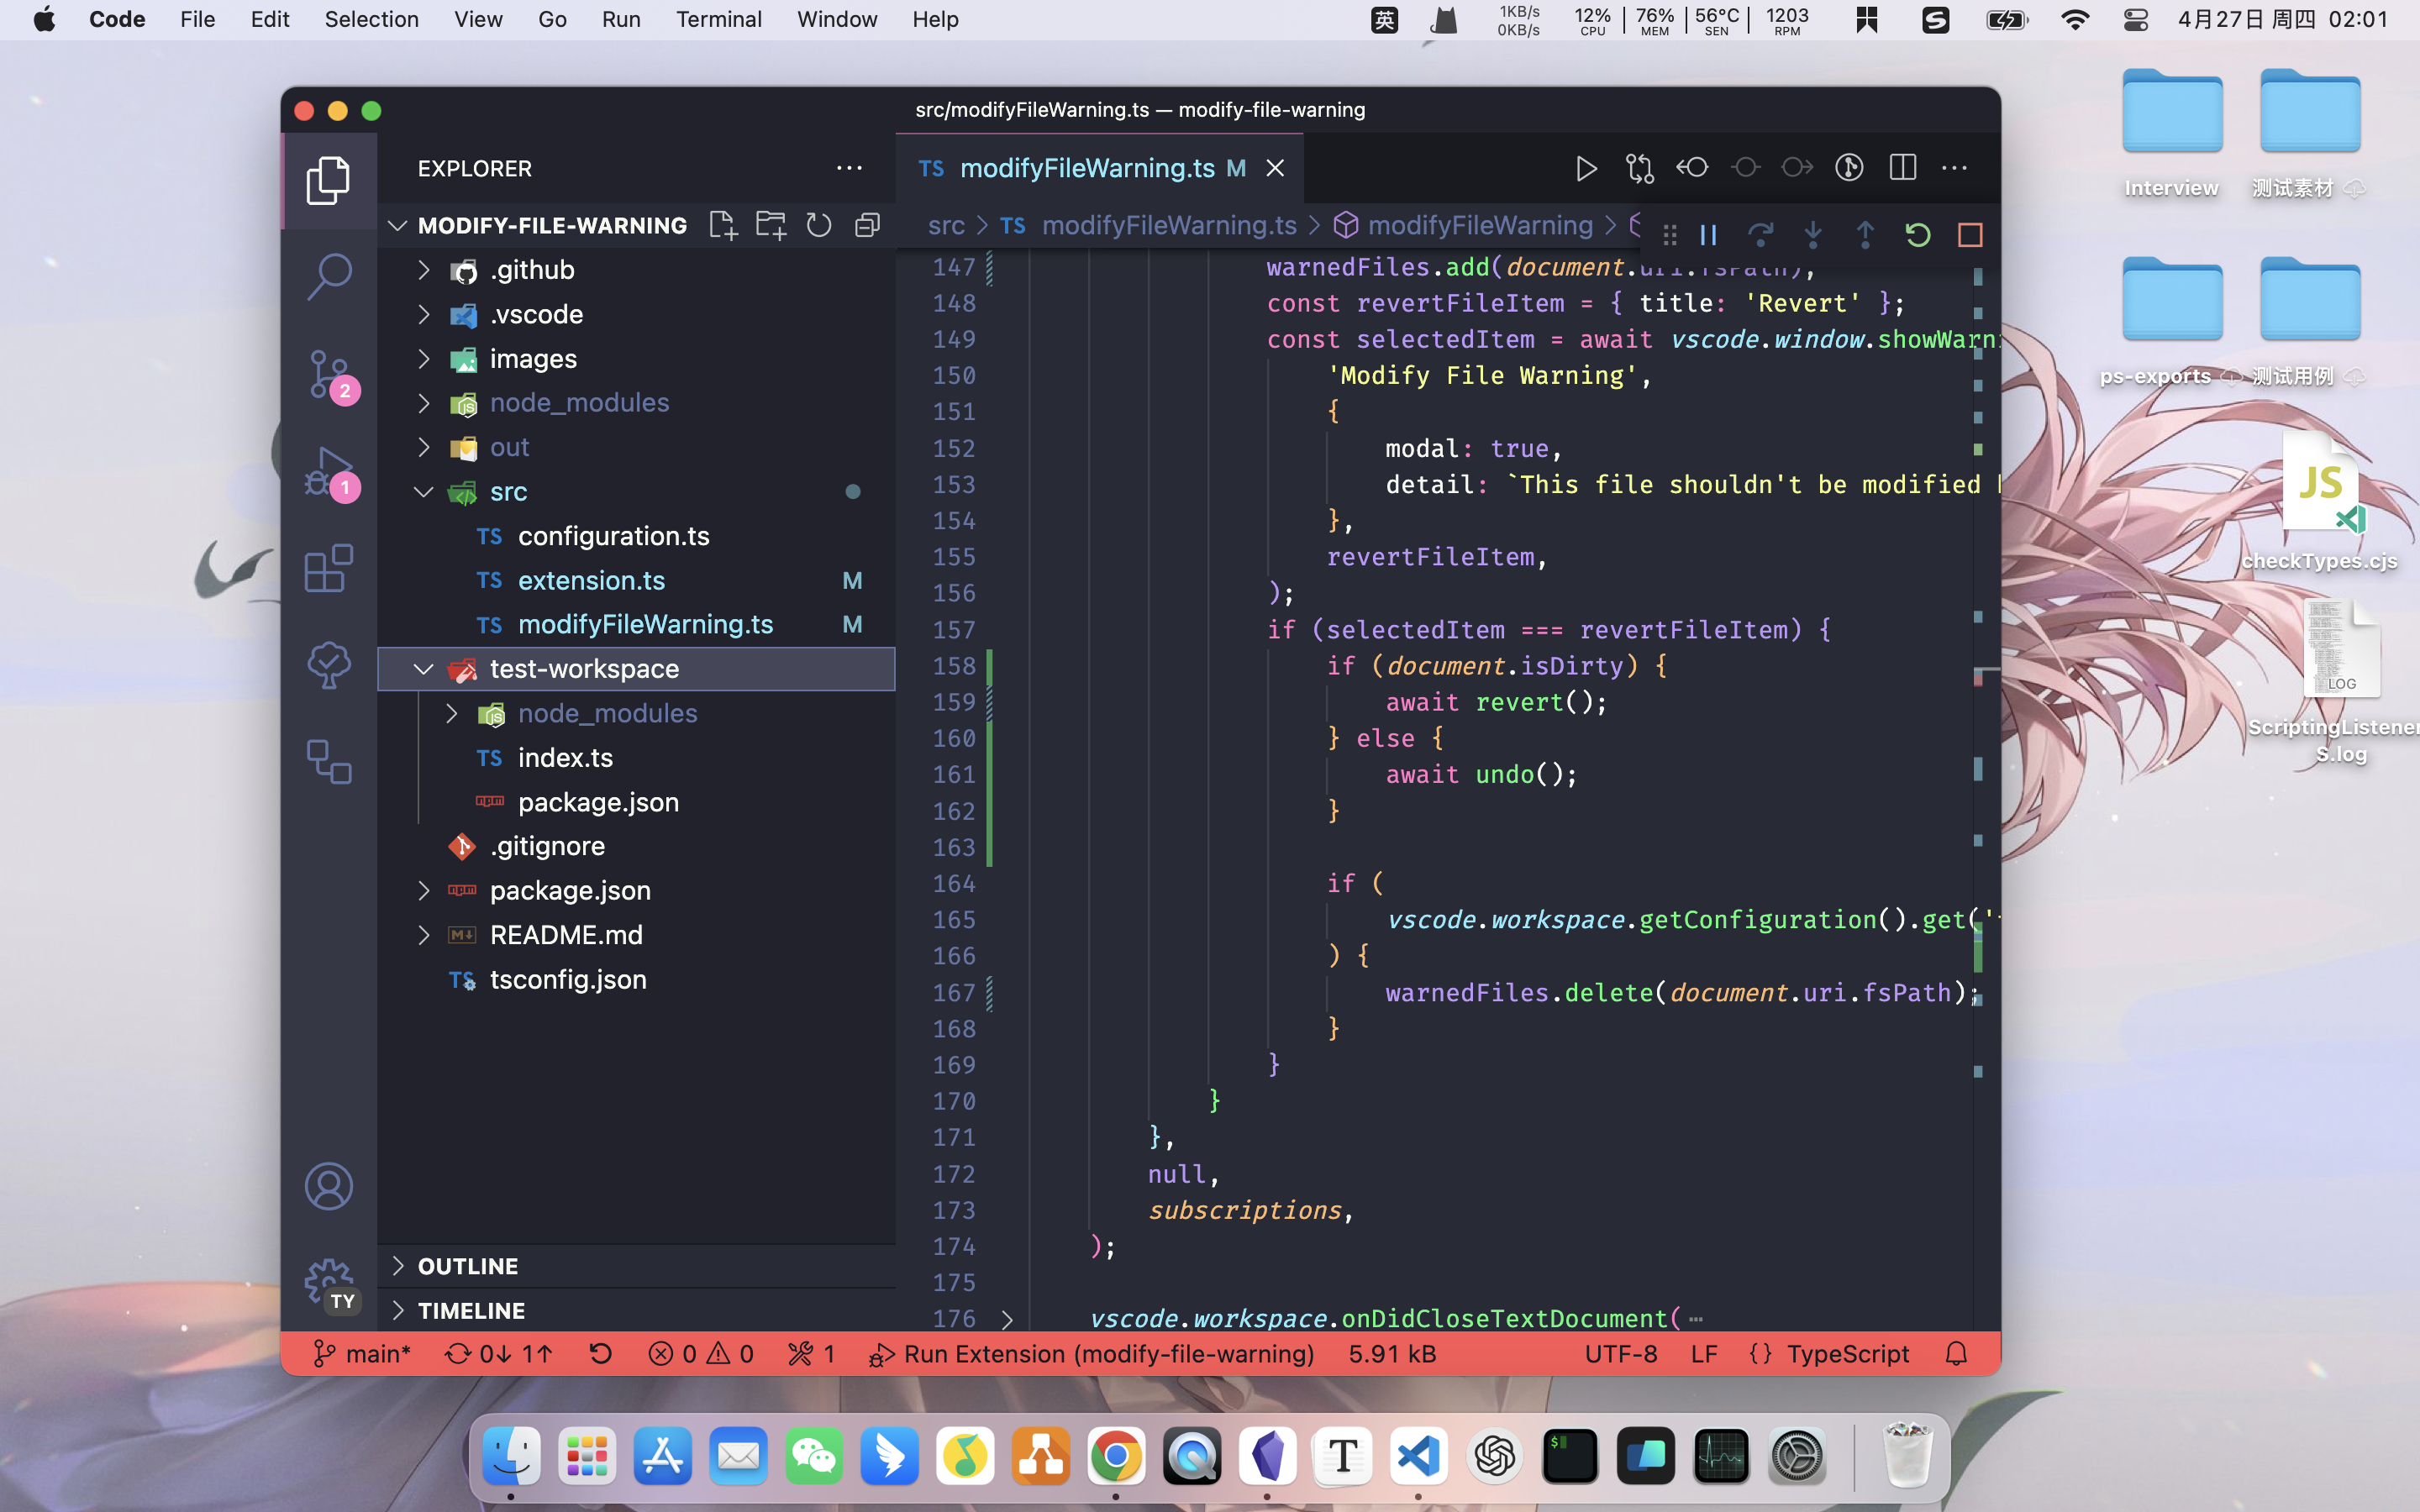 Code File Edit Selection View Go Run Terminal Window Help
英 1KB/s 0KB/s 12% CPU 76% MEM 56°C SEN 1203 RPM 4月27日 周四 02:01
Interview 测试素材
ps-exports 测试用例
JS
checkTypes.cjs
LOG
ScriptingListener
S.log
src/modifyFileWarning.ts — modify-file-warning
EXPLORER
MODIFY-FILE-WARNING
.github
.vscode
images
node_modules
out
src
TS configuration.ts
TS extension.ts M
TS modifyFileWarning.ts M
test-workspace
node_modules
TS index.ts
package.json
.gitignore
package.json
README.md
TS tsconfig.json
OUTLINE
TIMELINE
2
1
TY
TS modifyFileWarning.ts M
src > TS modifyFileWarning.ts > modifyFileWarning >
147 warnedFiles.add(document.uri.fsPath);
148 const revertFileItem = { title: 'Revert' };
149 const selectedItem = await vscode.window.showWarn
150 'Modify File Warning',
151 {
152 modal: true,
153 detail: `This file shouldn't be modified
154 },
155 revertFileItem,
156 );
157 if (selectedItem === revertFileItem) {
158 if (document.isDirty) {
159 await revert();
160 } else {
161 await undo();
162 }
163
164 if (
165 vscode.workspace.getConfiguration().get('
166 ) {
167 warnedFiles.delete(document.uri.fsPath);
168 }
169 }
170 }
171 },
172 null,
173 subscriptions,
174 );
175
176 vscode.workspace.onDidCloseTextDocument(…
main* 0↓ 1↑ 0 0 1 Run Extension (modify-file-warning) 5.91 kB UTF-8 LF {} TypeScript
T